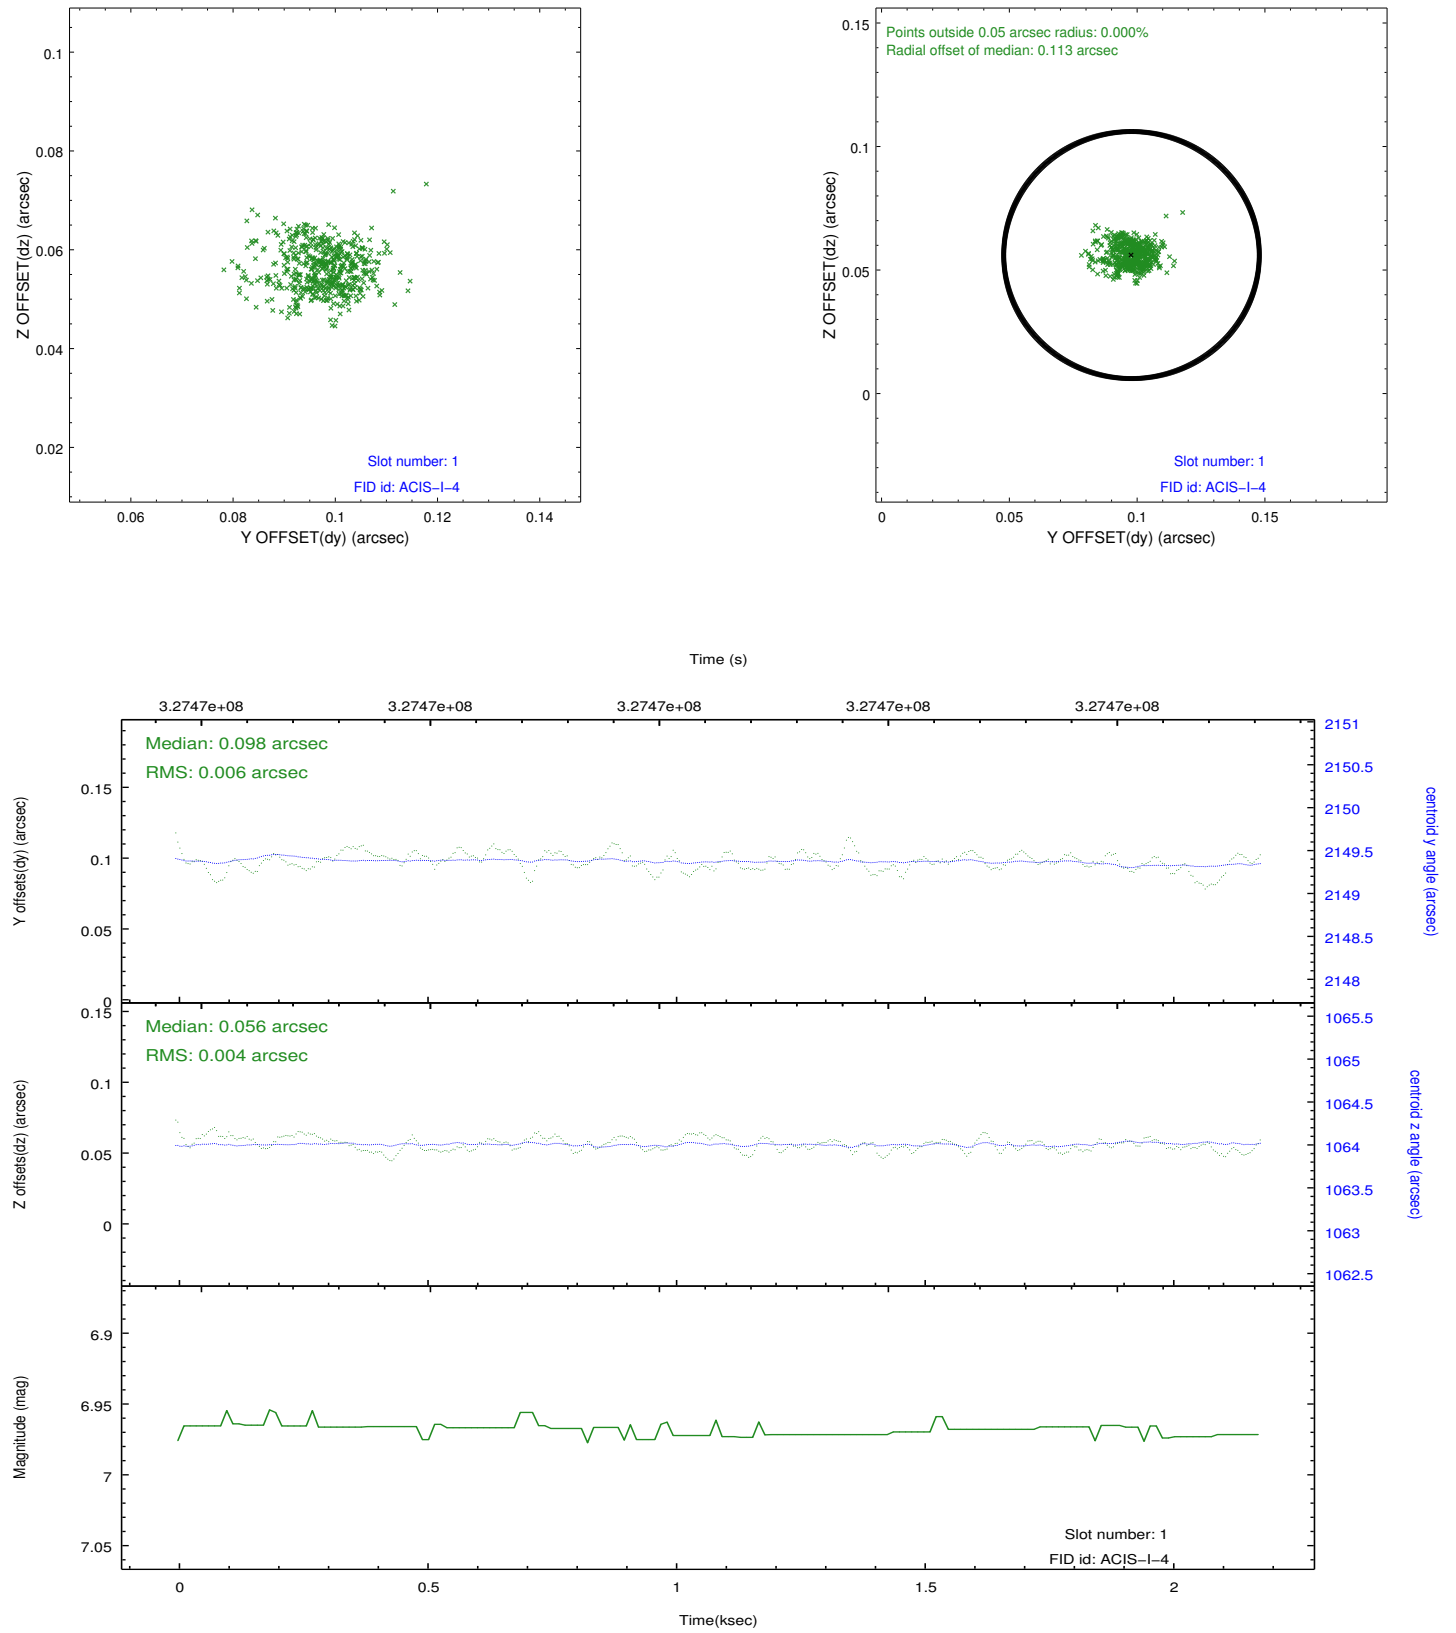 0.1
0.08
0.06
0.04
0.02
Z OFFSET(dz) (arcsec)
Slot number: 1
FID id: ACIS−I−4
0.06 0.08 0.1 0.12 0.14
Y OFFSET(dy) (arcsec)
Points outside 0.05 arcsec radius: 0.000%
Radial offset of median: 0.113 arcsec
0.15
0.1
0.05
0
Z OFFSET(dz) (arcsec)
Slot number: 1
FID id: ACIS−I−4
0 0.05 0.1 0.15
Y OFFSET(dy) (arcsec)
Time (s)
3.2747e+08 3.2747e+08 3.2747e+08 3.2747e+08 3.2747e+08
Median: 0.098 arcsec
RMS: 0.006 arcsec
0.15
0.1
0.05
0
Y offsets(dy) (arcsec)
2151
2150.5
2150
2149.5
2149
2148.5
2148
centroid y angle (arcsec)
Median: 0.056 arcsec
RMS: 0.004 arcsec
0.15
0.1
0.05
0
Z offsets(dz) (arcsec)
1065.5
1065
1064.5
1064
1063.5
1063
1062.5
centroid z angle (arcsec)
6.9
6.95
7
7.05
Magnitude (mag)
Slot number: 1
FID id: ACIS−I−4
0 0.5 1 1.5 2
Time(ksec)